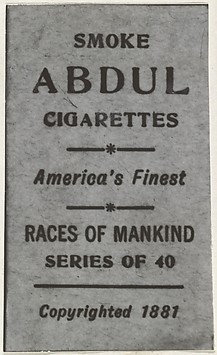 SMOKE
ABDUL
CIGARETTES
America's Finest
RACES OF MANKIND
SERIES OF 40
Copyrighted 1881